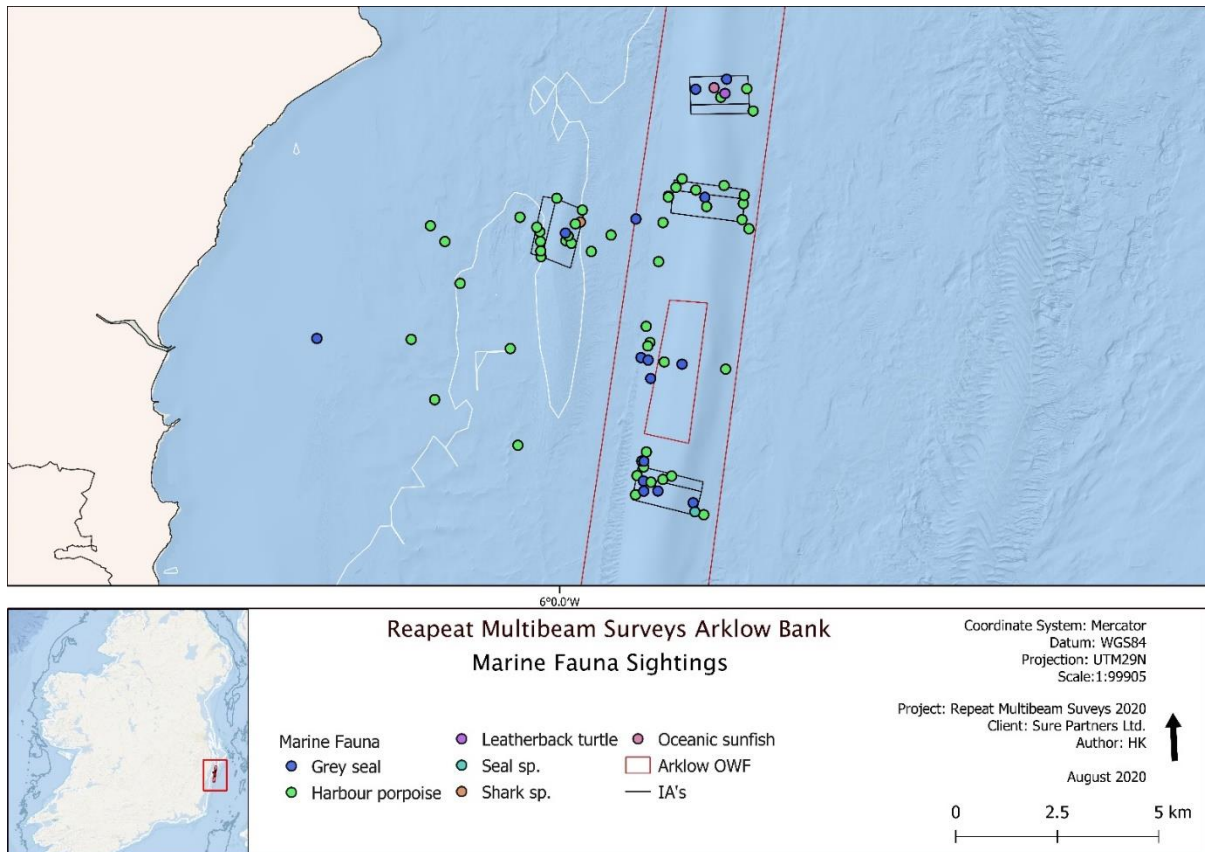 6°0.0'W
Reapeat Multibeam Surveys Arklow Bank
Marine Fauna Sightings
Marine Fauna
Grey seal
Harbour porpoise
Leatherback turtle
Seal sp.
Shark sp.
Oceanic sunfish
Arklow OWF
IA's
Coordinate System: Mercator
Datum: WGS84
Projection: UTM29N
Scale:1:99905
Project: Repeat Multibeam Suveys 2020
Client: Sure Partners Ltd.
Author: HK
August 2020
0 2.5 5 km